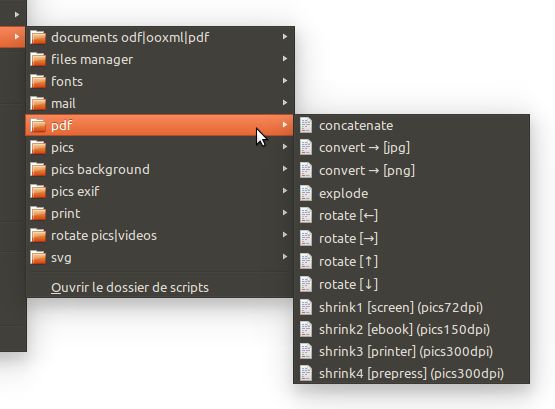 documents odf|ooxml|pdf
files manager
fonts
mail
pdf
pics
pics background
pics exif
print
rotate pics|videos
svg
Ouvrir le dossier de scripts
concatenate
convert → [jpg]
convert → [png]
explode
rotate [←]
rotate [→]
rotate [↑]
rotate [↓]
shrink1 [screen] (pics72dpi)
shrink2 [ebook] (pics150dpi)
shrink3 [printer] (pics300dpi)
shrink4 [prepress] (pics300dpi)